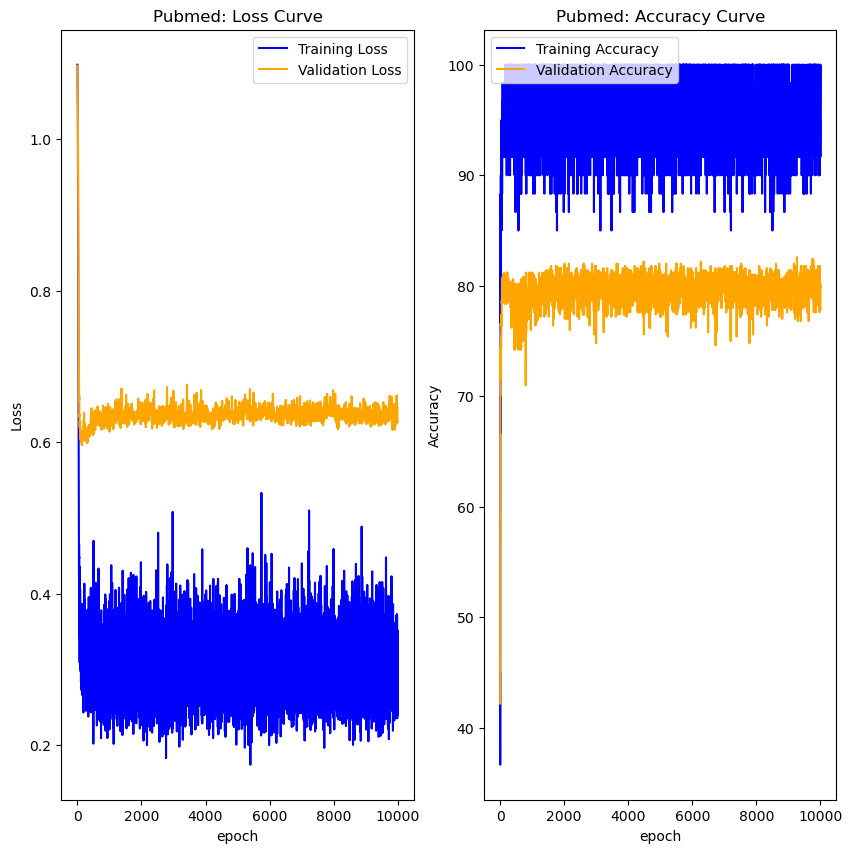 Pubmed: Loss Curve
Training Loss
Validation Loss
1.0
0.8
0.6
0.4
0.2
Loss
0 2000 4000 6000 8000 10000
epoch
Pubmed: Accuracy Curve
Training Accuracy
Validation Accuracy
100
90
80
70
60
50
40
Accuracy
0 2000 4000 6000 8000 10000
epoch